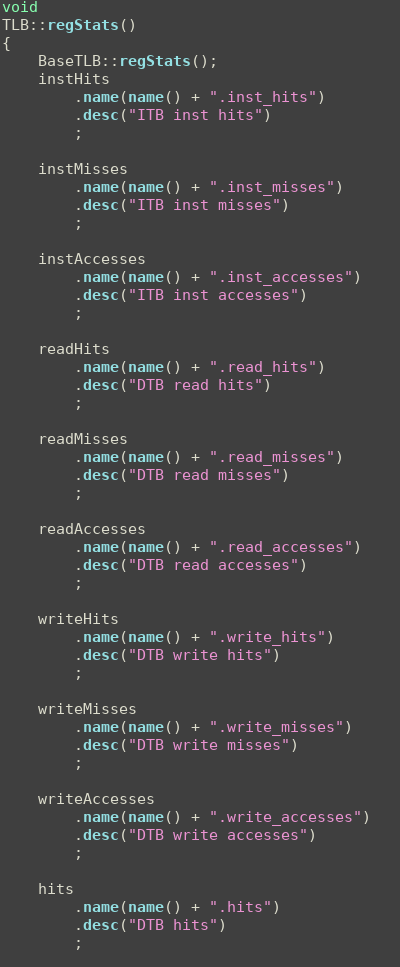 void
TLB::regStats()
{
    BaseTLB::regStats();
    instHits
        .name(name() + ".inst_hits")
        .desc("ITB inst hits")
        ;

    instMisses
        .name(name() + ".inst_misses")
        .desc("ITB inst misses")
        ;

    instAccesses
        .name(name() + ".inst_accesses")
        .desc("ITB inst accesses")
        ;

    readHits
        .name(name() + ".read_hits")
        .desc("DTB read hits")
        ;

    readMisses
        .name(name() + ".read_misses")
        .desc("DTB read misses")
        ;

    readAccesses
        .name(name() + ".read_accesses")
        .desc("DTB read accesses")
        ;

    writeHits
        .name(name() + ".write_hits")
        .desc("DTB write hits")
        ;

    writeMisses
        .name(name() + ".write_misses")
        .desc("DTB write misses")
        ;

    writeAccesses
        .name(name() + ".write_accesses")
        .desc("DTB write accesses")
        ;

    hits
        .name(name() + ".hits")
        .desc("DTB hits")
        ;